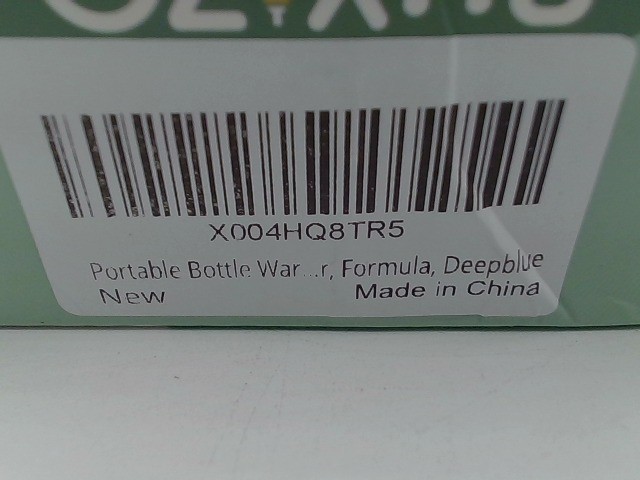 X004HQ8TR5
Portable Bottle War...r, Formula, Deepblue
New
Made in China